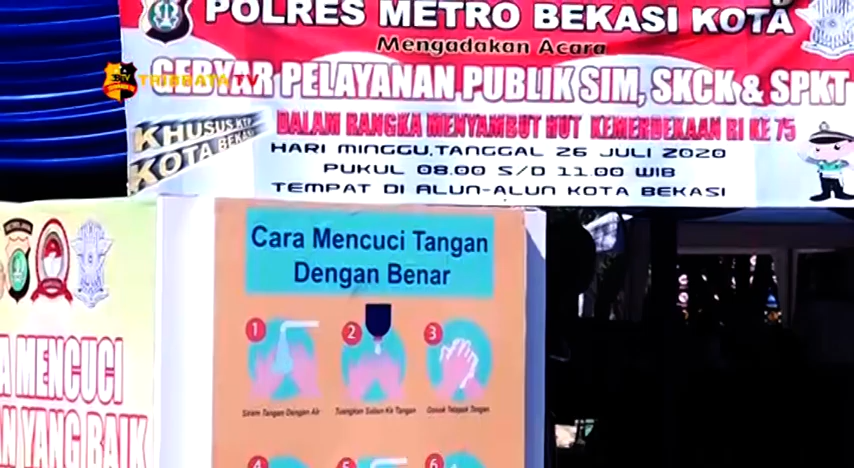 POLRES METRO BEKASI KOTA
Mengadakan Acara
GEBYAR PELAYANAN PUBLIK SIM, SKCK & SPKT
TRIBRATA TV
KHUSUS KTP
KOTA BEKASI
DALAM RANGKA MENYAMBUT HUT KEMERDEKAAN RI KE 75
HARI MINGGU,TANGGAL 26 JULI 2020
PUKUL 08.00 S/D 11.00 WIB
TEMPAT DI ALUN-ALUN KOTA BEKASI
Cara Mencuci Tangan
Dengan Benar
1 2 3
Siram Tangan Dengan Air
Tuangkan Sabun Ke Tangan
Gosok Telapak Tangan
4 5 6
A MENCUCI
AN YANG BAIK